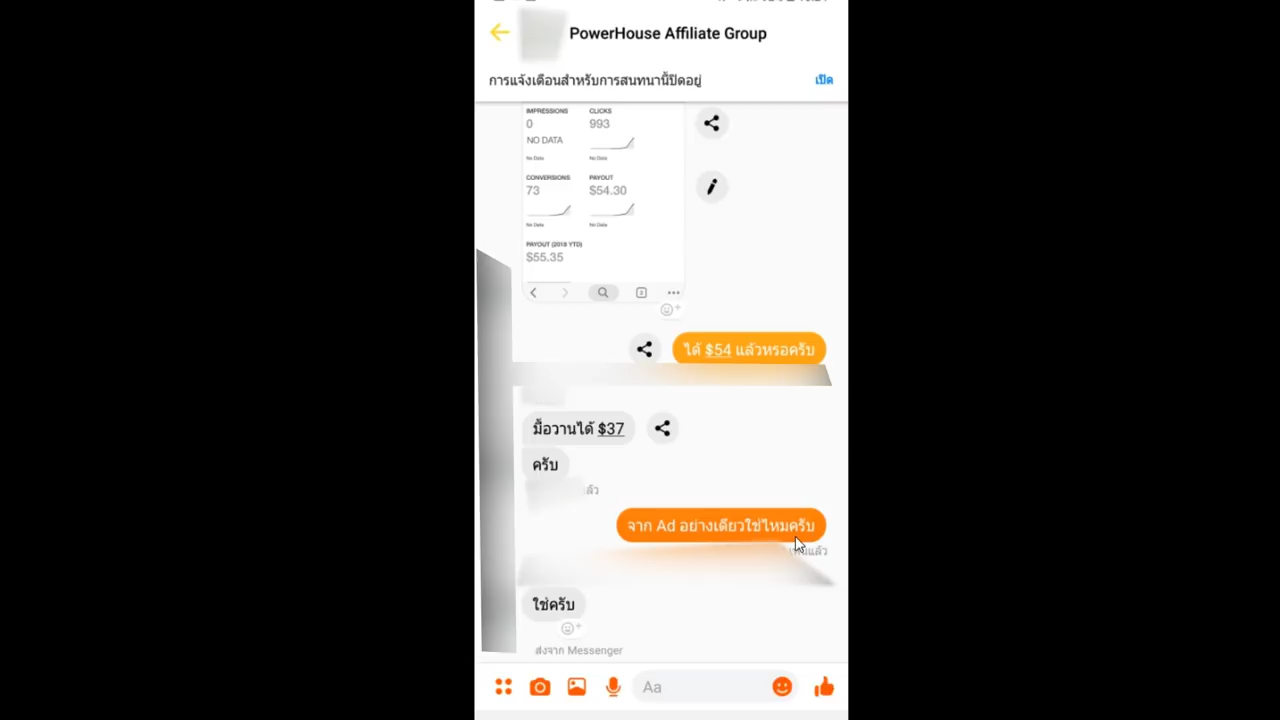 PowerHouse Affiliate Group
การแจ้งเตือนสำหรับการสนทนานี้ปิดอยู่ เปิด
IMPRESSIONS CLICKS
0 993
NO DATA
No Data No Data
CONVERSIONS PAYOUT
73 $54.30
No Data No Data
PAYOUT (2018 YTD)
$55.35
ได้ $54 แล้วหรอครับ
มื้อวานได้ $37
ครับ
จาก Ad อย่างเดียวใช่ไหมครับ
ใช่ครับ
ส่งจาก Messenger
Aa